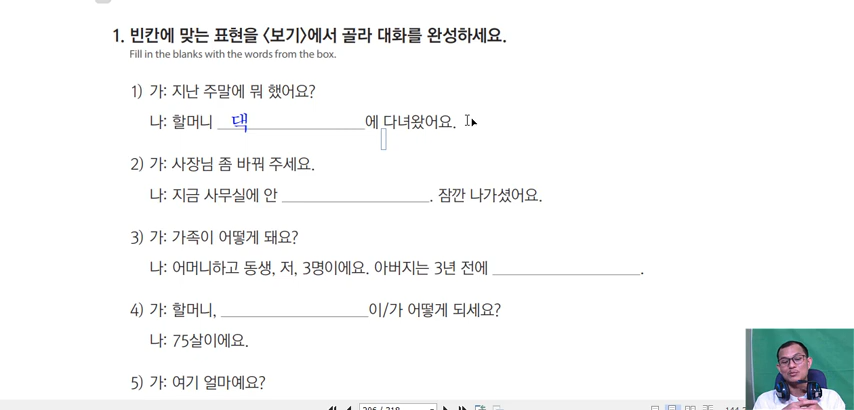 1. 빈칸에 맞는 표현을 〈보기〉에서 골라 대화를 완성하세요.
Fill in the blanks with the words from the box.
1) 가: 지난 주말에 뭐 했어요?
나: 할머니 댁 에 다녀왔어요.
2) 가: 사장님 좀 바꿔 주세요.
나: 지금 사무실에 안 . 잠깐 나가셨어요.
3) 가: 가족이 어떻게 돼요?
나: 어머니하고 동생, 저, 3명이에요. 아버지는 3년 전에 .
4) 가: 할머니, 이/가 어떻게 되세요?
나: 75살이에요.
5) 가: 여기 얼마예요?